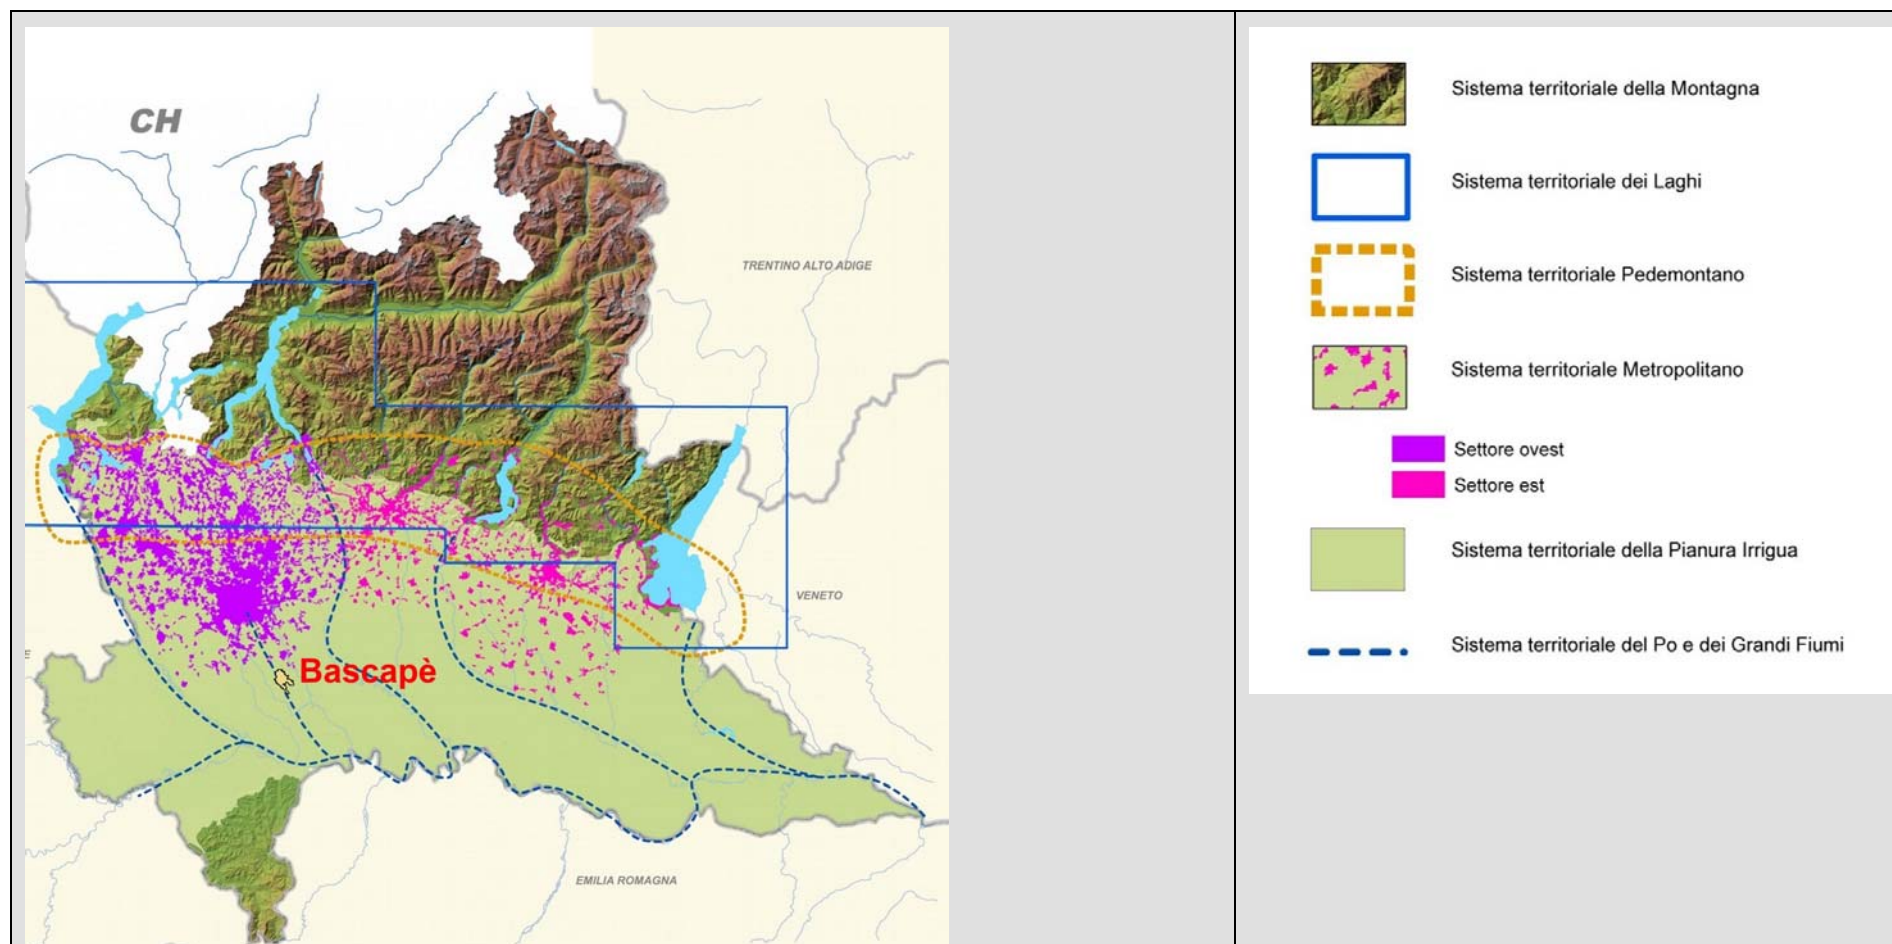 CH
TRENTINO ALTO ADIGE
VENETO
E
Bascapè
EMILIA ROMAGNA
Sistema territoriale della Montagna
Sistema territoriale dei Laghi
Sistema territoriale Pedemontano
Sistema territoriale Metropolitano
Settore ovest
Settore est
Sistema territoriale della Pianura Irrigua
Sistema territoriale del Po e dei Grandi Fiumi